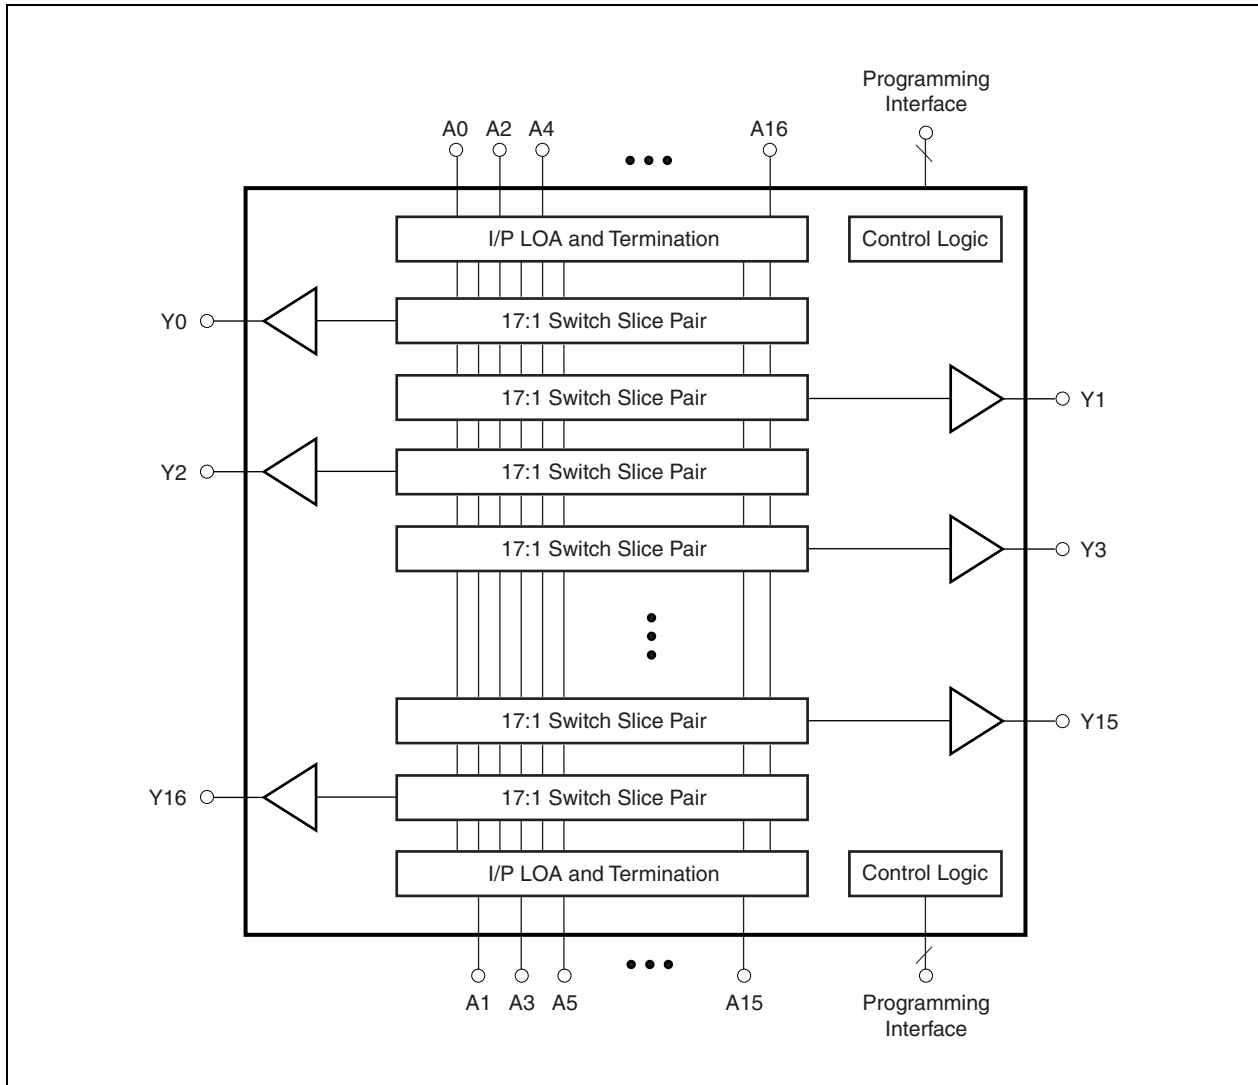 Programming
Interface
A0 A2 A4 A16
I/P LOA and Termination
Control Logic
Y0
17:1 Switch Slice Pair
17:1 Switch Slice Pair
Y1
Y2
17:1 Switch Slice Pair
17:1 Switch Slice Pair
Y3
17:1 Switch Slice Pair
Y15
Y16
17:1 Switch Slice Pair
I/P LOA and Termination
Control Logic
A1 A3 A5 A15
Programming
Interface